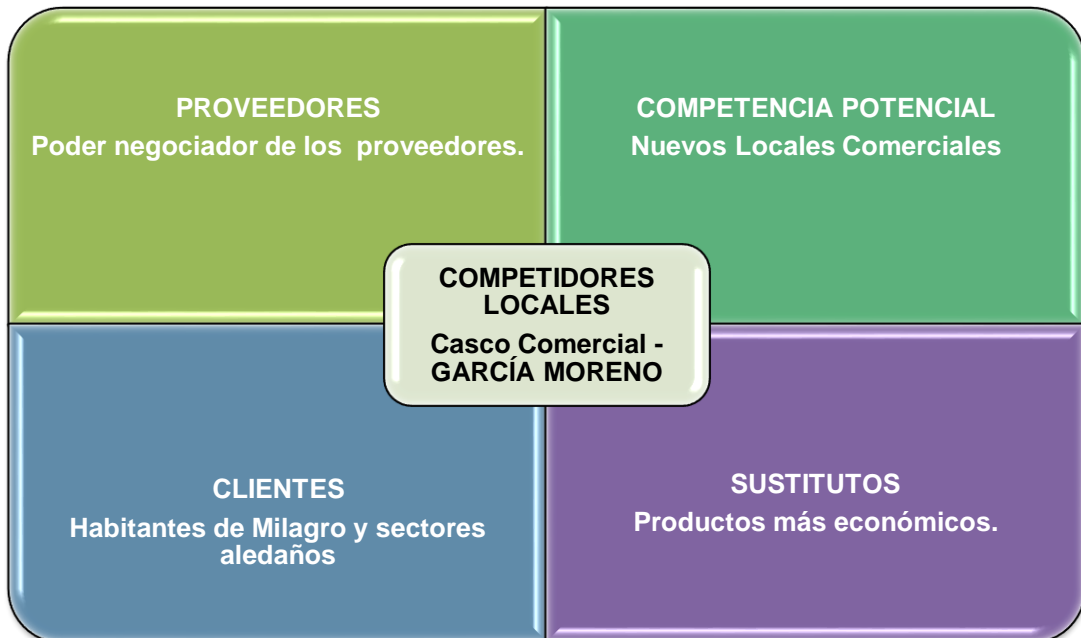 PROVEEDORES
Poder negociador de los proveedores.
COMPETENCIA POTENCIAL
Nuevos Locales Comerciales
COMPETIDORES
LOCALES
Casco Comercial -
GARCÍA MORENO
CLIENTES
Habitantes de Milagro y sectores
aledaños
SUSTITUTOS
Productos más económicos.